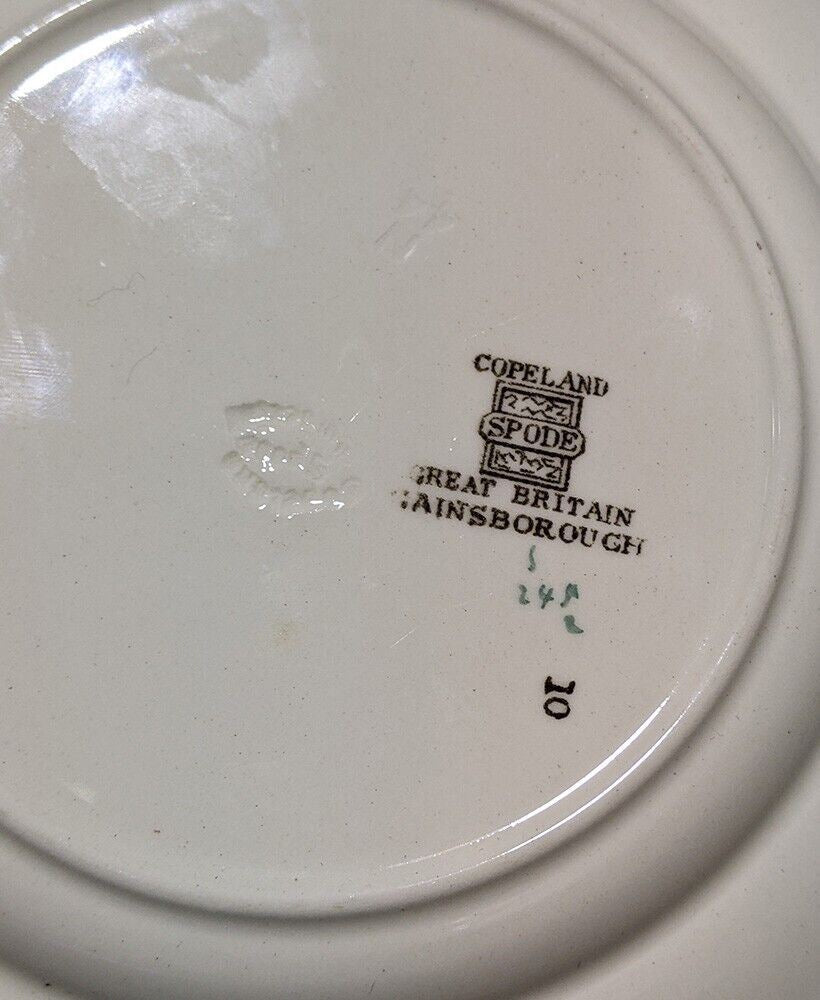 COPELAND
SPODE
GREAT BRITAIN
GAINSBOROUGH
10